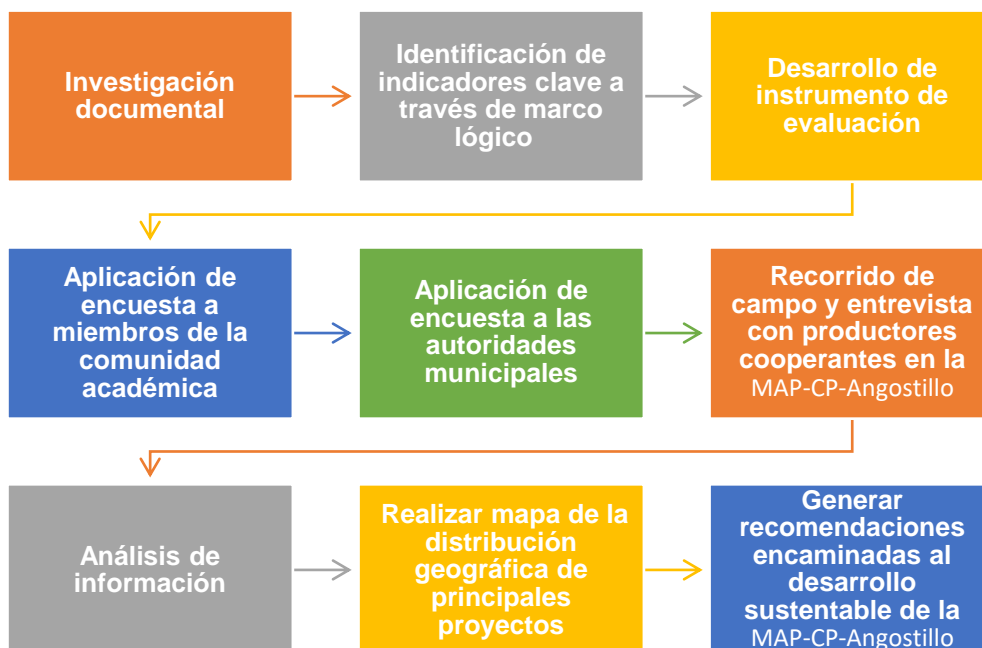 Investigación
documental
Identificación de
indicadores clave a
través de marco
lógico
Desarrollo de
instrumento de
evaluación
Aplicación de
encuesta a
miembros de la
comunidad
académica
Aplicación de
encuesta a las
autoridades
municipales
Recorrido de
campo y entrevista
con productores
cooperantes en la
MAP-CP-Angostillo
Análisis de
información
Realizar mapa de la
distribución
geográfica de
principales
proyectos
Generar
recomendaciones
encaminadas al
desarrollo
sustentable de la
MAP-CP-Angostillo